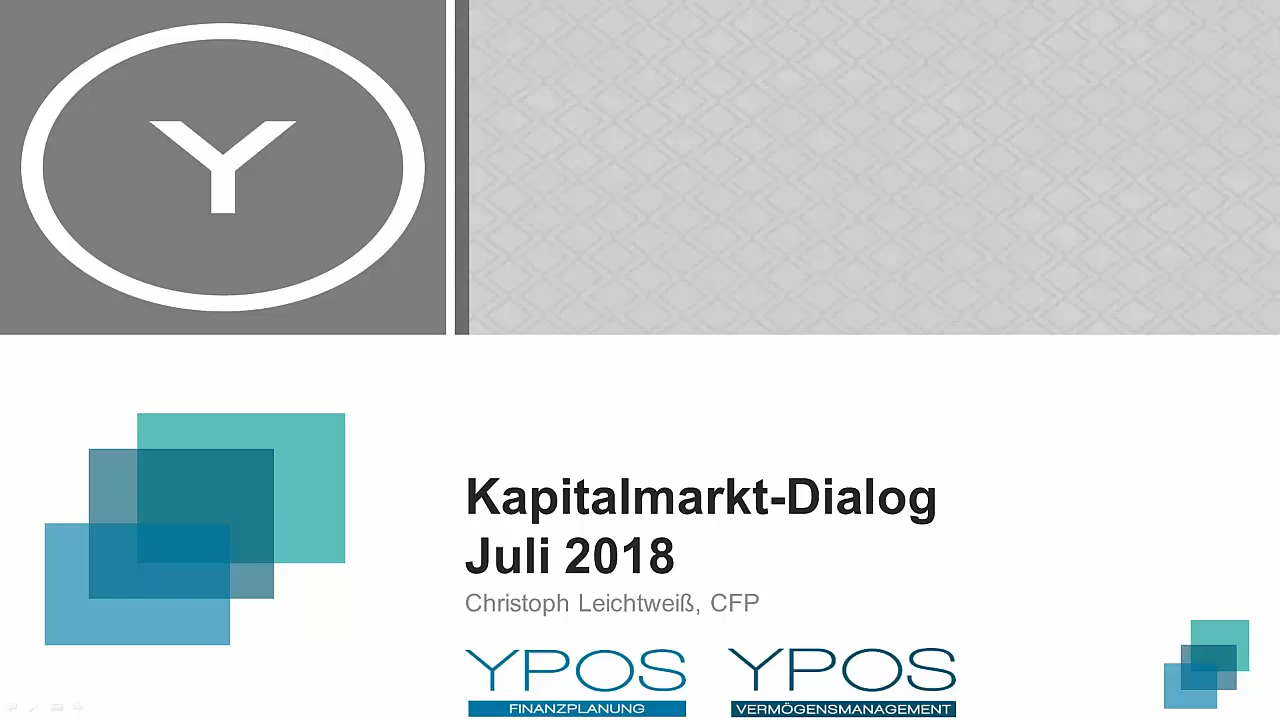 Y
Kapitalmarkt-Dialog
Juli 2018
Christoph Leichtweiß, CFP
YPOS
FINANZPLANUNG
YPOS
VERMÖGENSMANAGEMENT